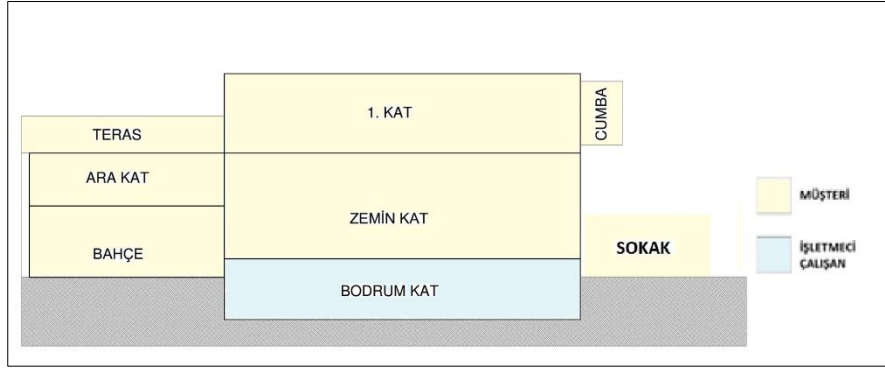 1. KAT
CUMBA
TERAS
ARA KAT
ZEMİN KAT
BAHÇE
SOKAK
BODRUM KAT
MÜŞTERİ
İŞLETMECİ
ÇALIŞAN